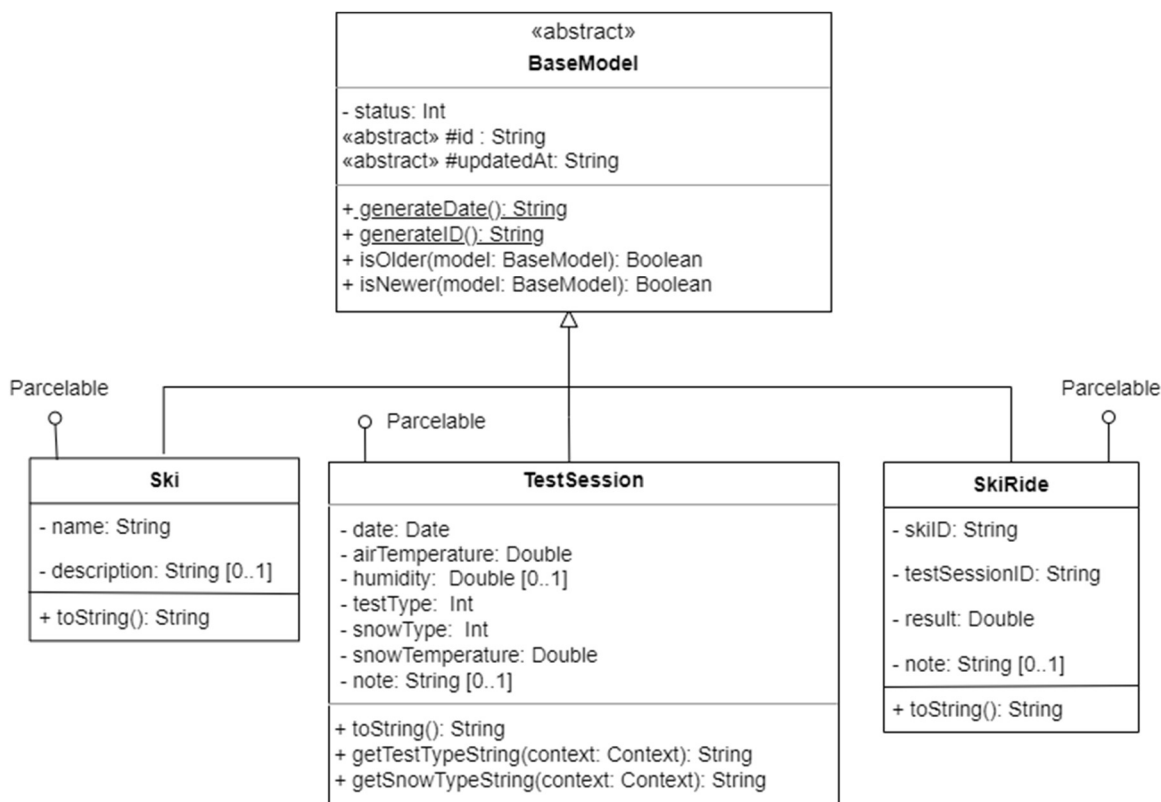 «abstract»
BaseModel
- status: Int
«abstract» #id : String
«abstract» #updatedAt: String
+ generateDate(): String
+ generateID(): String
+ isOlder(model: BaseModel): Boolean
+ isNewer(model: BaseModel): Boolean
Parcelable
Parcelable
Parcelable
Ski
- name: String
- description: String [0..1]
+ toString(): String
TestSession
- date: Date
- airTemperature: Double
- humidity: Double [0..1]
- testType: Int
- snowType: Int
- snowTemperature: Double
- note: String [0..1]
+ toString(): String
+ getTestTypeString(context: Context): String
+ getSnowTypeString(context: Context): String
SkiRide
- skiID: String
- testSessionID: String
- result: Double
- note: String [0..1]
+ toString(): String